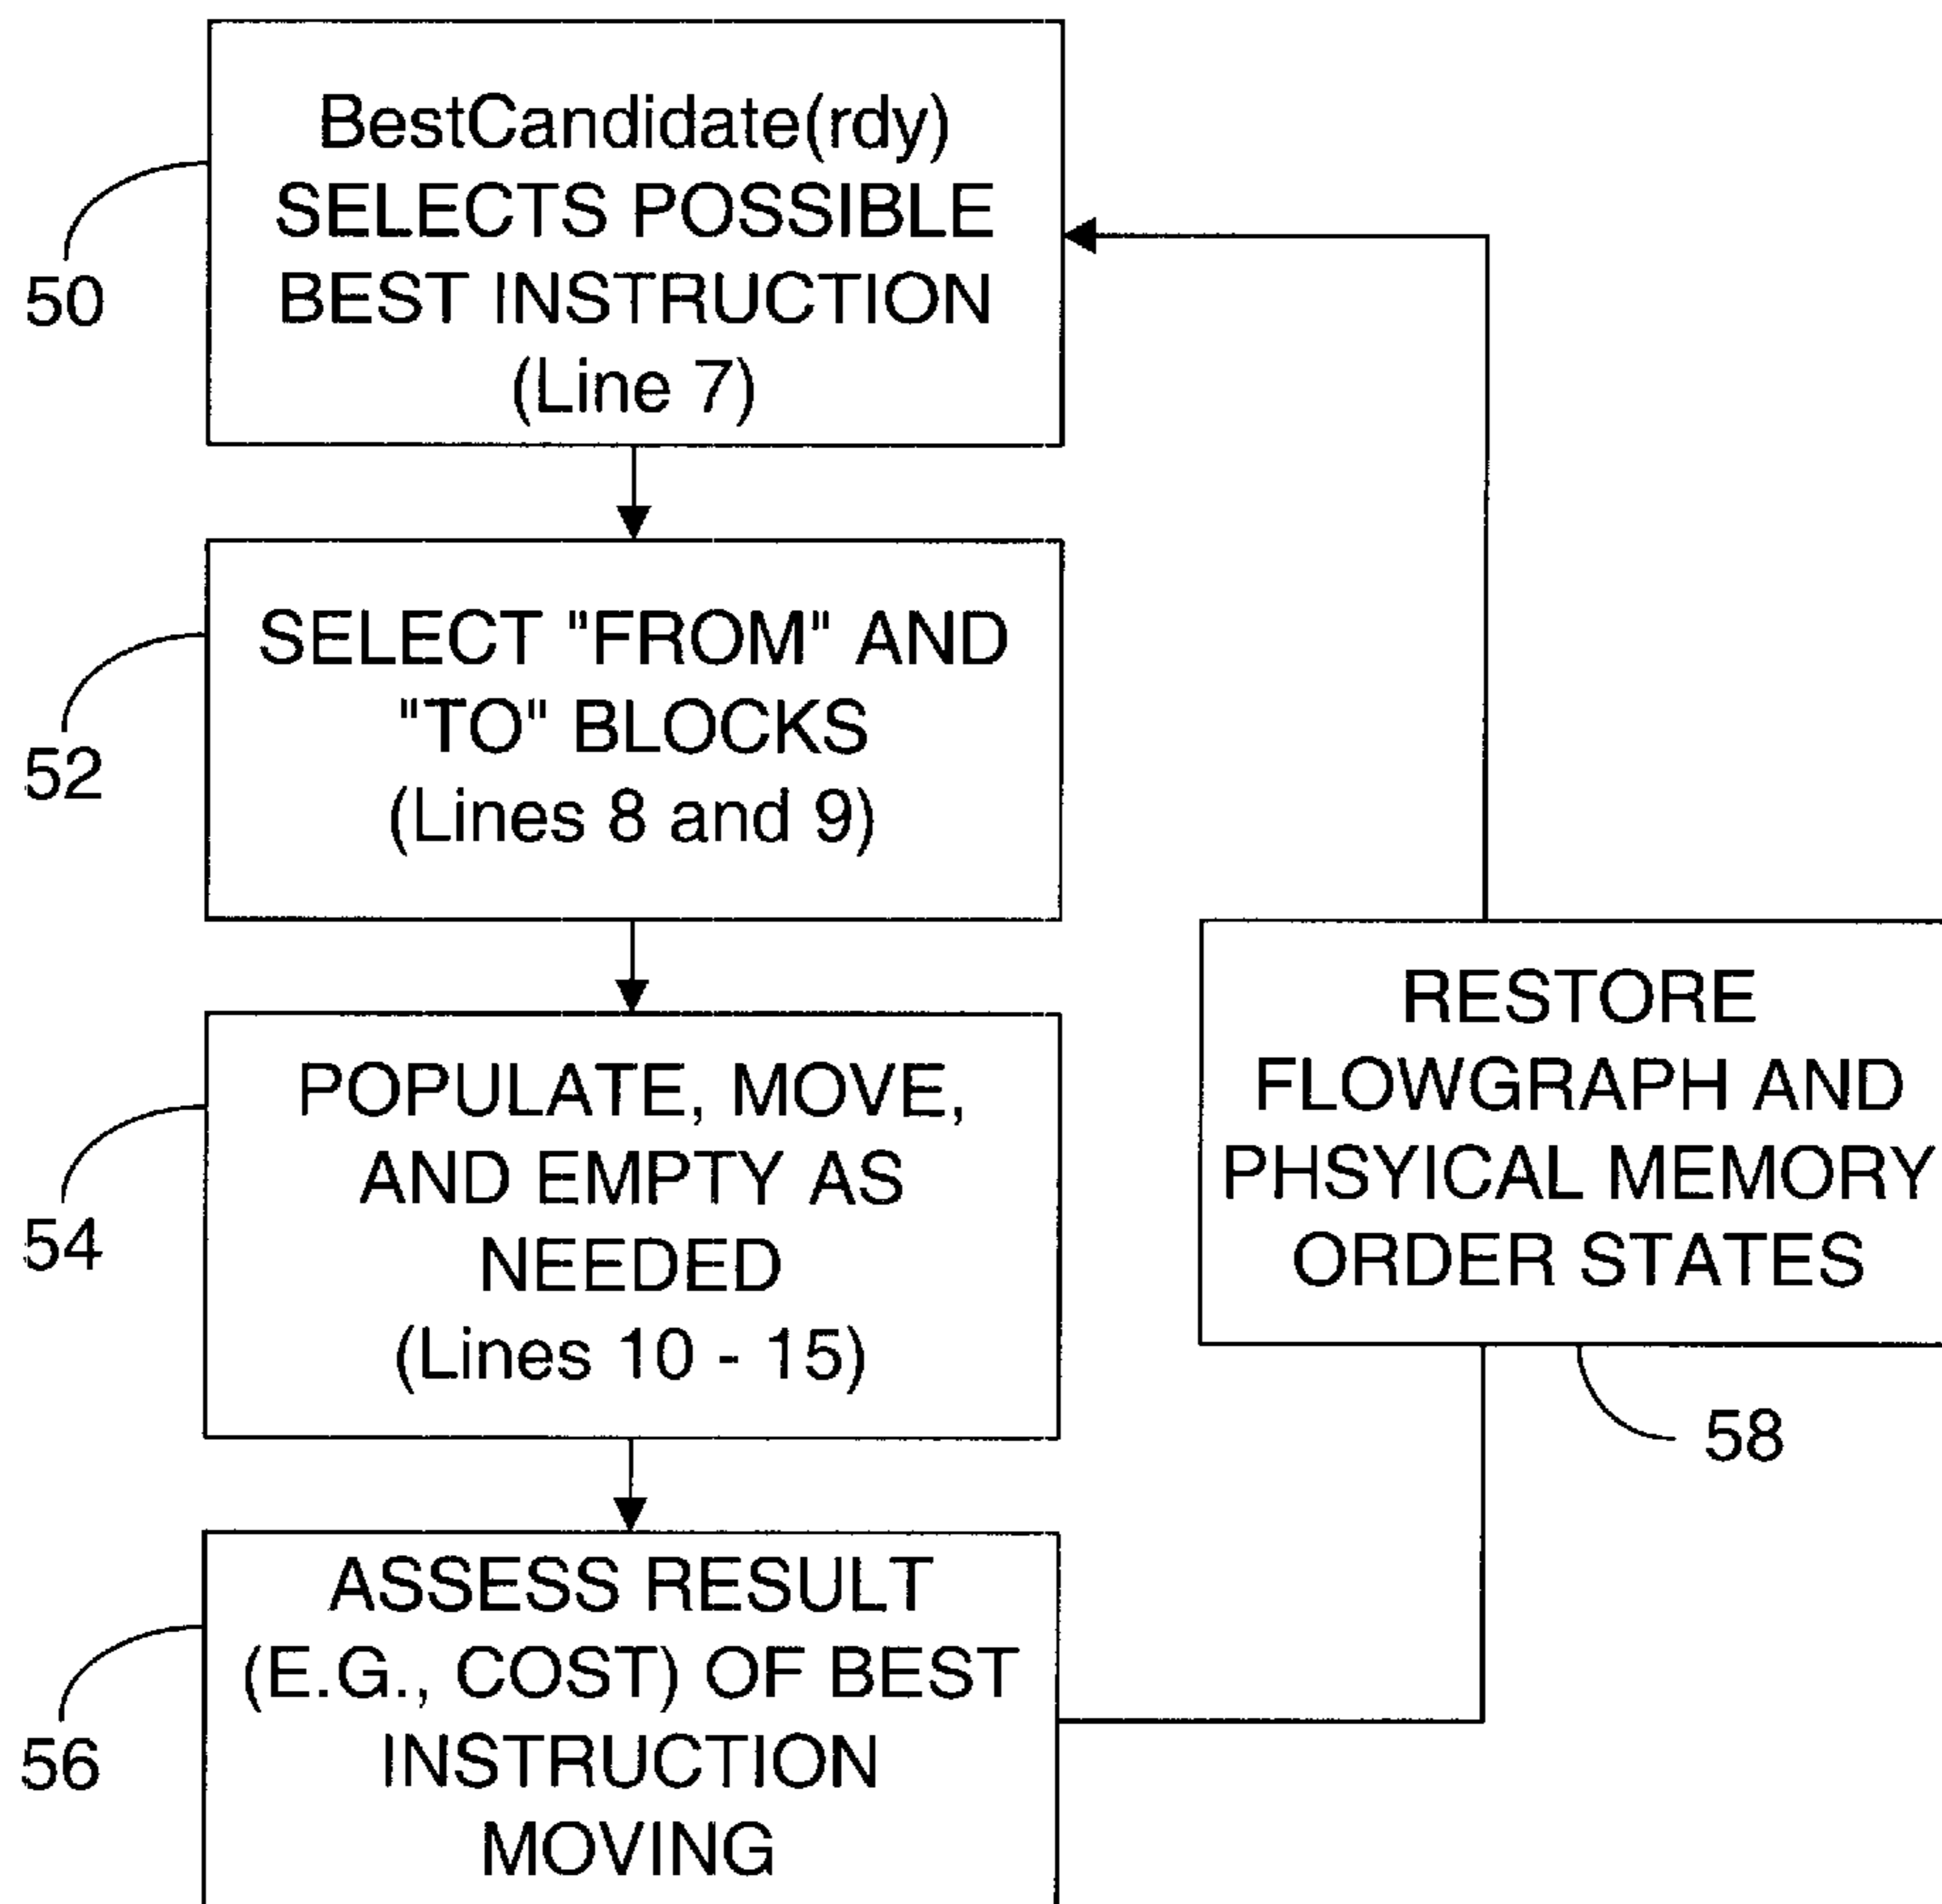 BestCandidate(rdy)
SELECTS POSSIBLE
BEST INSTRUCTION
(Line 7)
50
SELECT "FROM" AND
"TO" BLOCKS
(Lines 8 and 9)
52
POPULATE, MOVE,
AND EMPTY AS
NEEDED
(Lines 10 - 15)
54
ASSESS RESULT
(E.G., COST) OF BEST
INSTRUCTION
MOVING
56
RESTORE
FLOWGRAPH AND
PHSYICAL MEMORY
ORDER STATES
58